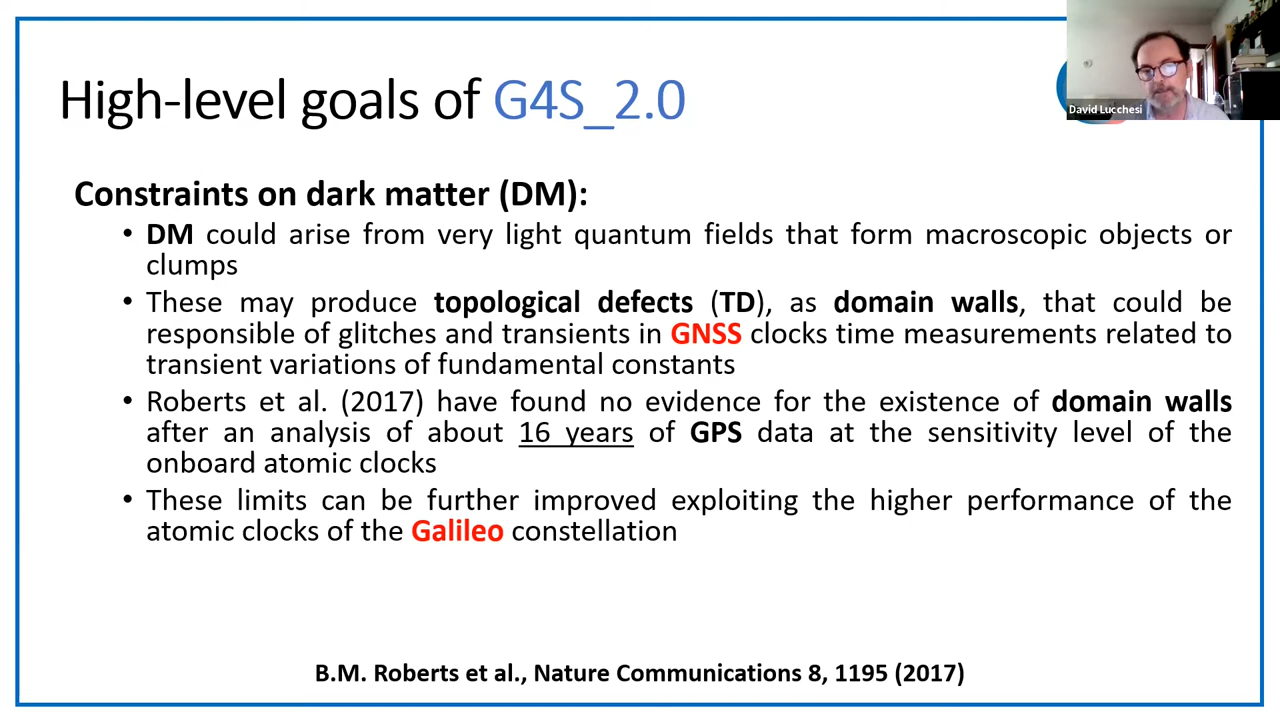 High-level goals of G4S_2.0
David Lucchesi
Constraints on dark matter (DM):
• DM could arise from very light quantum fields that form macroscopic objects or
clumps
• These may produce topological defects (TD), as domain walls, that could be
responsible of glitches and transients in GNSS clocks time measurements related to
transient variations of fundamental constants
• Roberts et al. (2017) have found no evidence for the existence of domain walls
after an analysis of about 16 years of GPS data at the sensitivity level of the
onboard atomic clocks
• These limits can be further improved exploiting the higher performance of the
atomic clocks of the Galileo constellation
B.M. Roberts et al., Nature Communications 8, 1195 (2017)